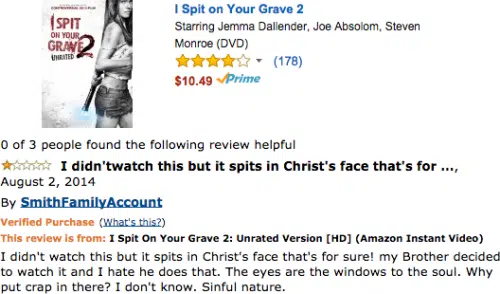 I Spit on Your Grave 2
Starring Jemma Dallender, Joe Absolom, Steven
Monroe (DVD)
(178)
$10.49 Prime
I SPIT
ON YOUR
GRAVE 2
UNRATED
0 of 3 people found the following review helpful
I didn'twatch this but it spits in Christ's face that's for ...,
August 2, 2014
By SmithFamilyAccount
Verified Purchase (What's this?)
This review is from: I Spit On Your Grave 2: Unrated Version [HD] (Amazon Instant Video)
I didn't watch this but it spits in Christ's face that's for sure! my Brother decided
to watch it and I hate he does that. The eyes are the windows to the soul. Why
put crap in there? I don't know. Sinful nature.